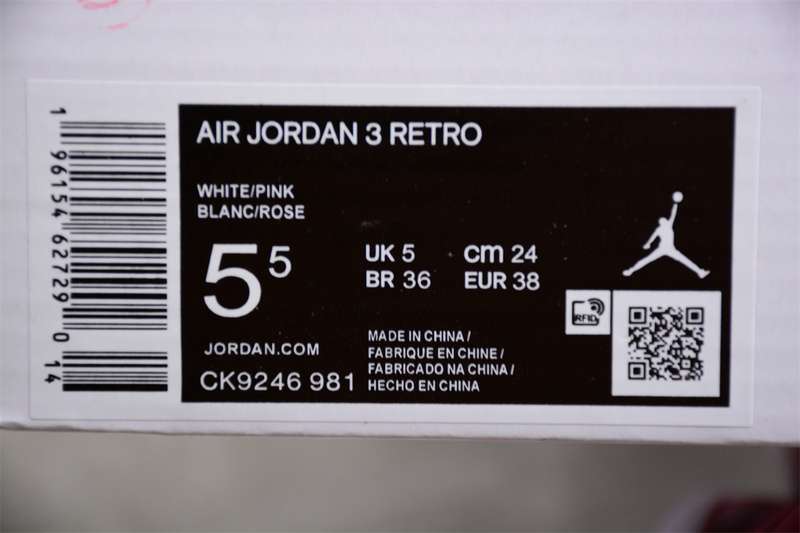 1 96154 62729 0 14
AIR JORDAN 3 RETRO
WHITE/PINK
BLANC/ROSE
5 5
UK 5 cm 24
BR 36 EUR 38
RFID
JORDAN.COM
CK9246 981
MADE IN CHINA /
FABRIQUE EN CHINE /
FABRICADO NA CHINA /
HECHO EN CHINA